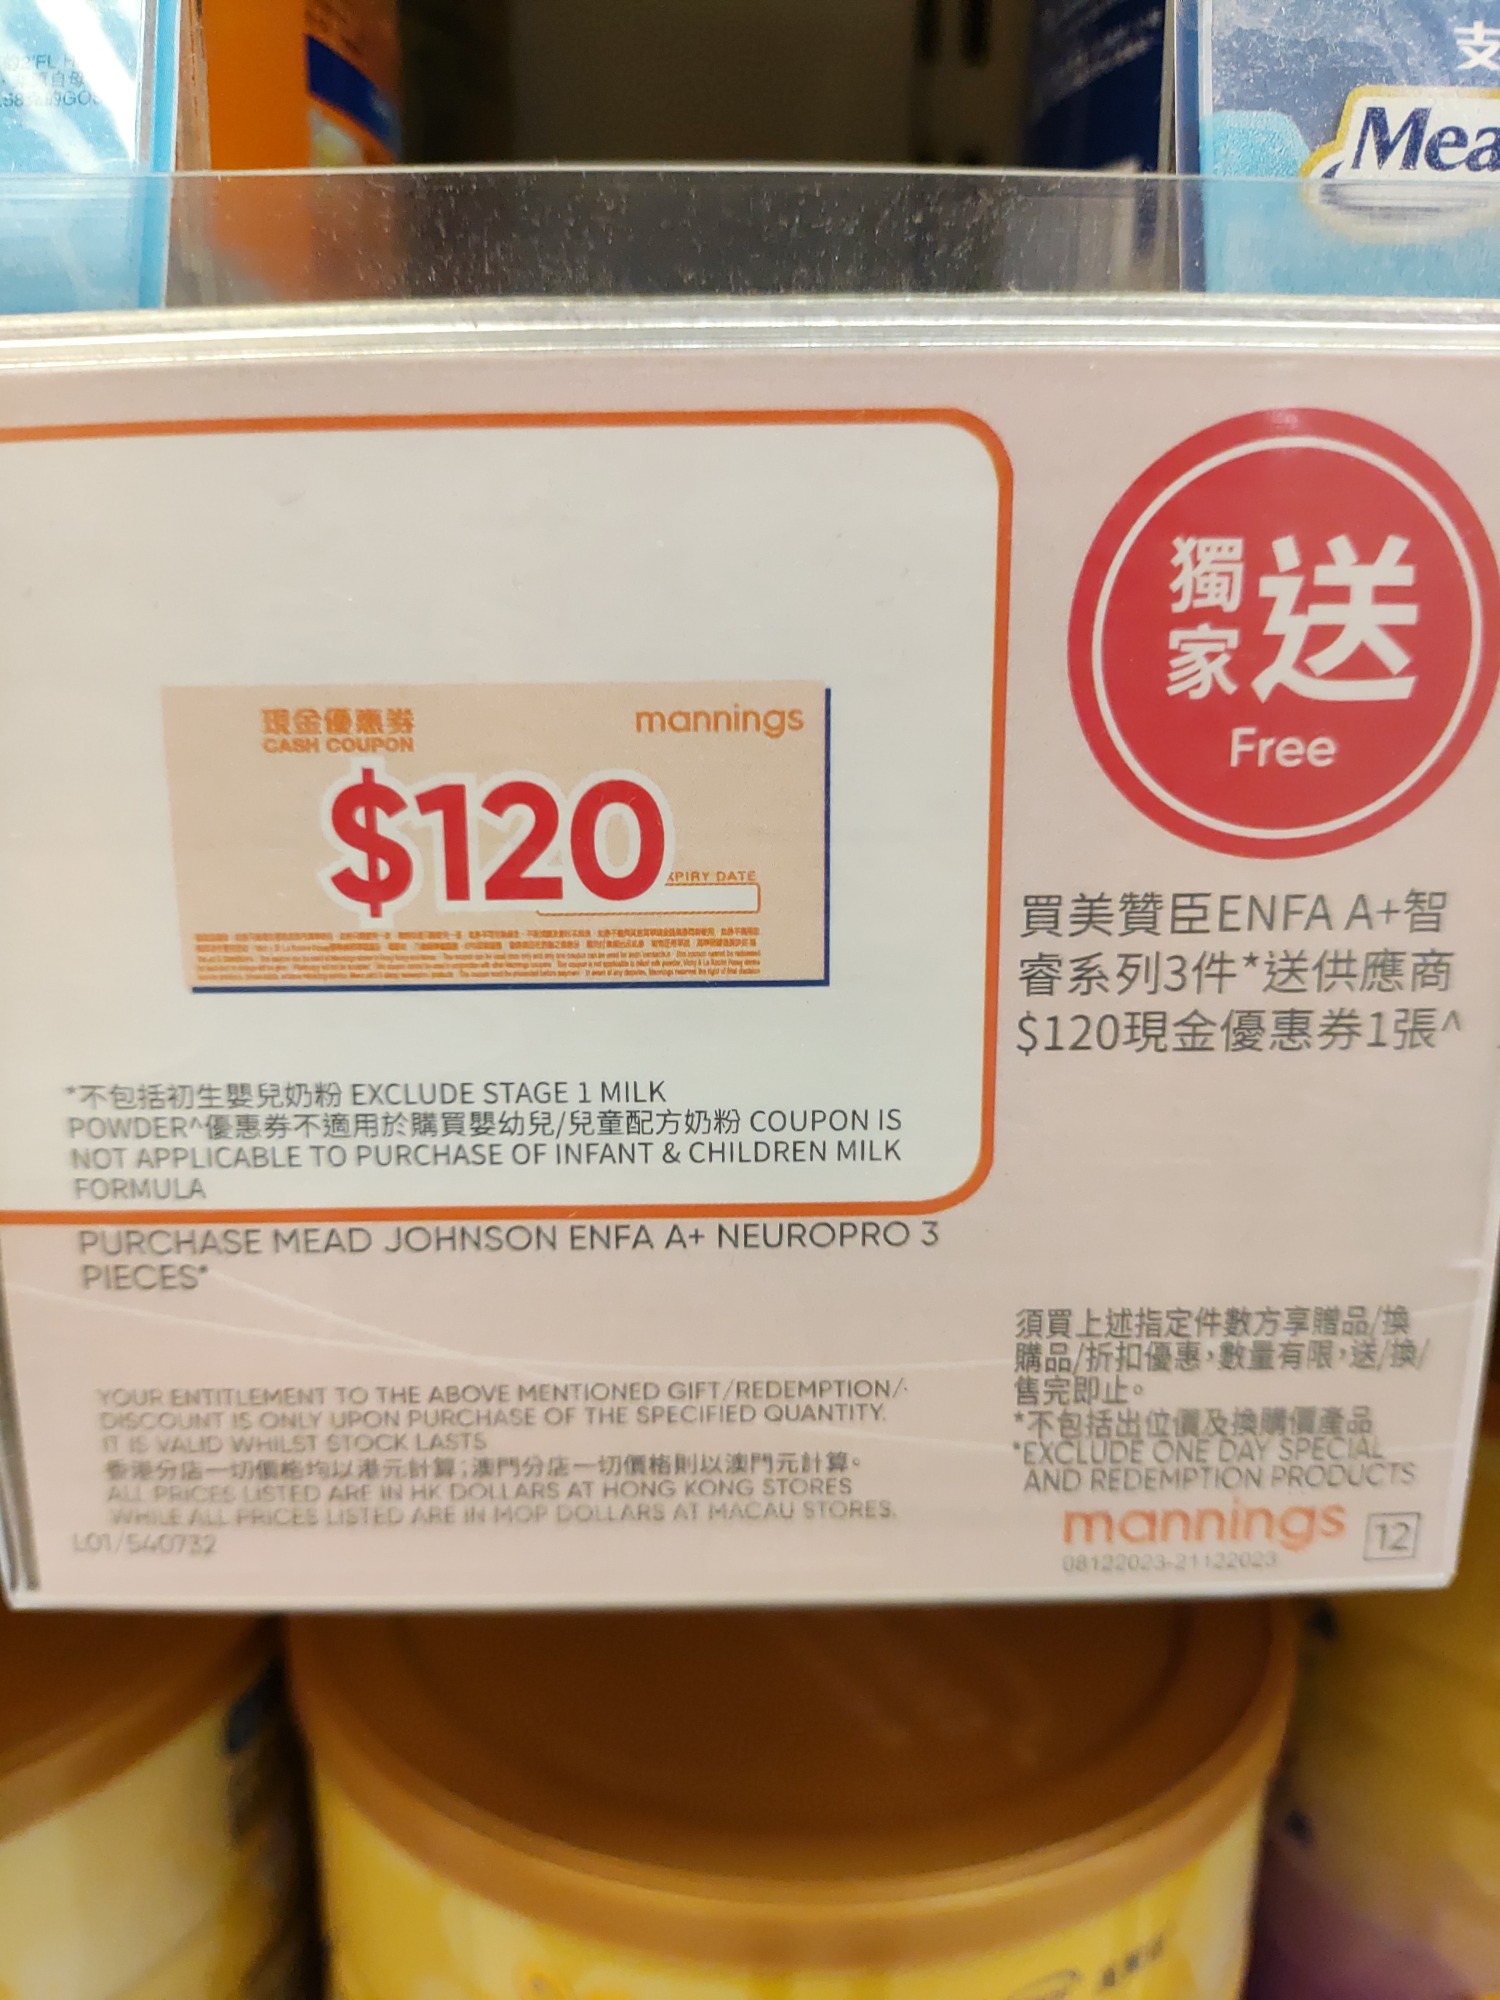 支
Mea
獨家送
Free
現金優惠券
mannings
CASH COUPON
$120
XPIRY DATE
買美贊臣ENFA A+智
睿系列3件*送供應商
$120現金優惠券1張^
*不包括初生嬰兒奶粉 EXCLUDE STAGE 1 MILK
POWDER^優惠券不適用於購買嬰幼兒/兒童配方奶粉 COUPON IS
NOT APPLICABLE TO PURCHASE OF INFANT & CHILDREN MILK
FORMULA
PURCHASE MEAD JOHNSON ENFA A+ NEUROPRO 3
PIECES*
須買上述指定件數方享贈品/換
購品/折扣優惠，數量有限，送/換/
售完即止。
*不包括出位價及換購價產品
*EXCLUDE ONE DAY SPECIAL
AND REDEMPTION PRODUCTS
YOUR ENTITLEMENT TO THE ABOVE MENTIONED GIFT/REDEMPTION/
DISCOUNT IS ONLY UPON PURCHASE OF THE SPECIFIED QUANTITY.
IT IS VALID WHILST STOCK LASTS
香港分店一切價格均以港元計算；澳門分店一切價格則以澳門元計算。
ALL PRICES LISTED ARE IN HK DOLLARS AT HONG KONG STORES
WHILE ALL PRICES LISTED ARE IN MOP DOLLARS AT MACAU STORES.
L01/540732
mannings 12
08122023-21122023